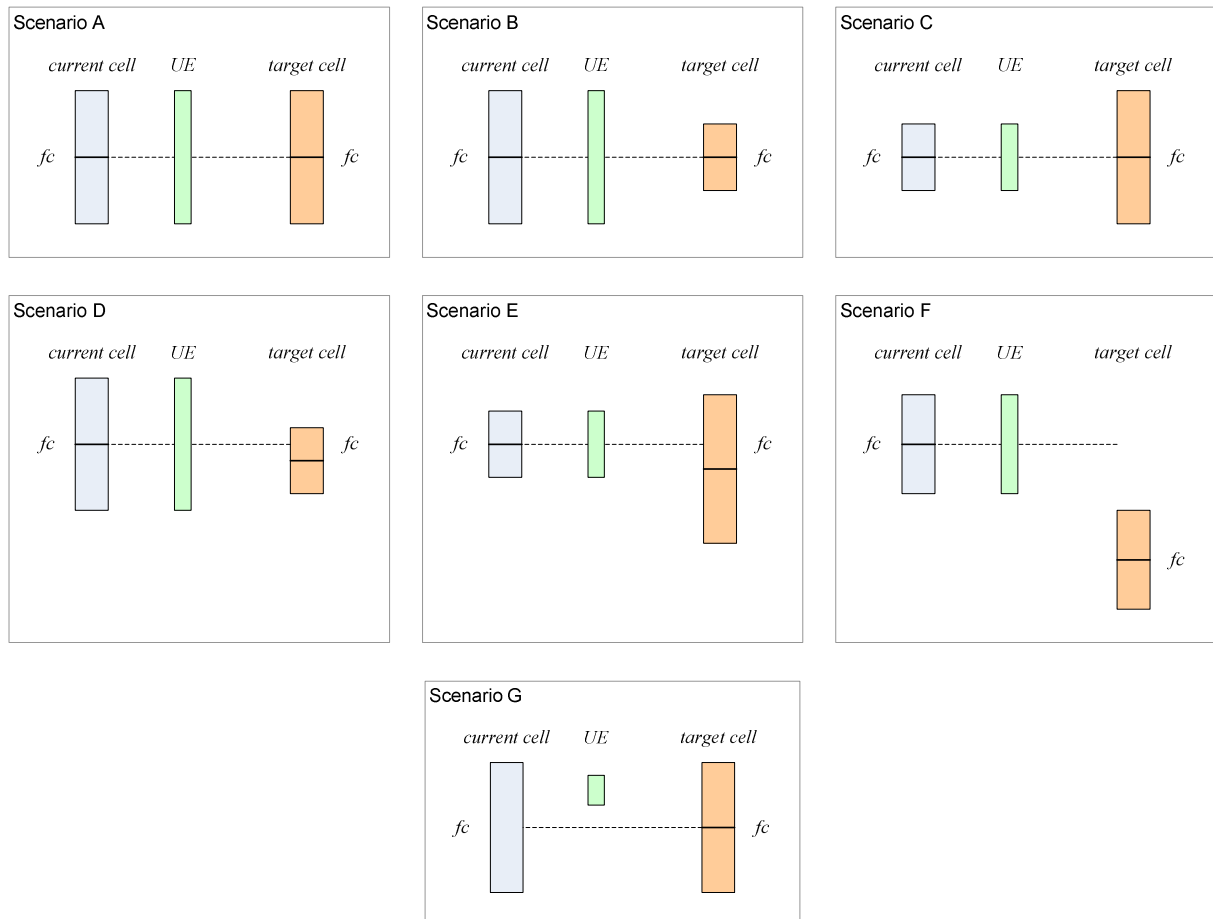 Scenario A
current cell UE target cell
fc fc
Scenario B
current cell UE target cell
fc fc
Scenario C
current cell UE target cell
fc fc
Scenario D
current cell UE target cell
fc fc
Scenario E
current cell UE target cell
fc fc
Scenario F
current cell UE target cell
fc
fc
Scenario G
current cell UE target cell
fc fc